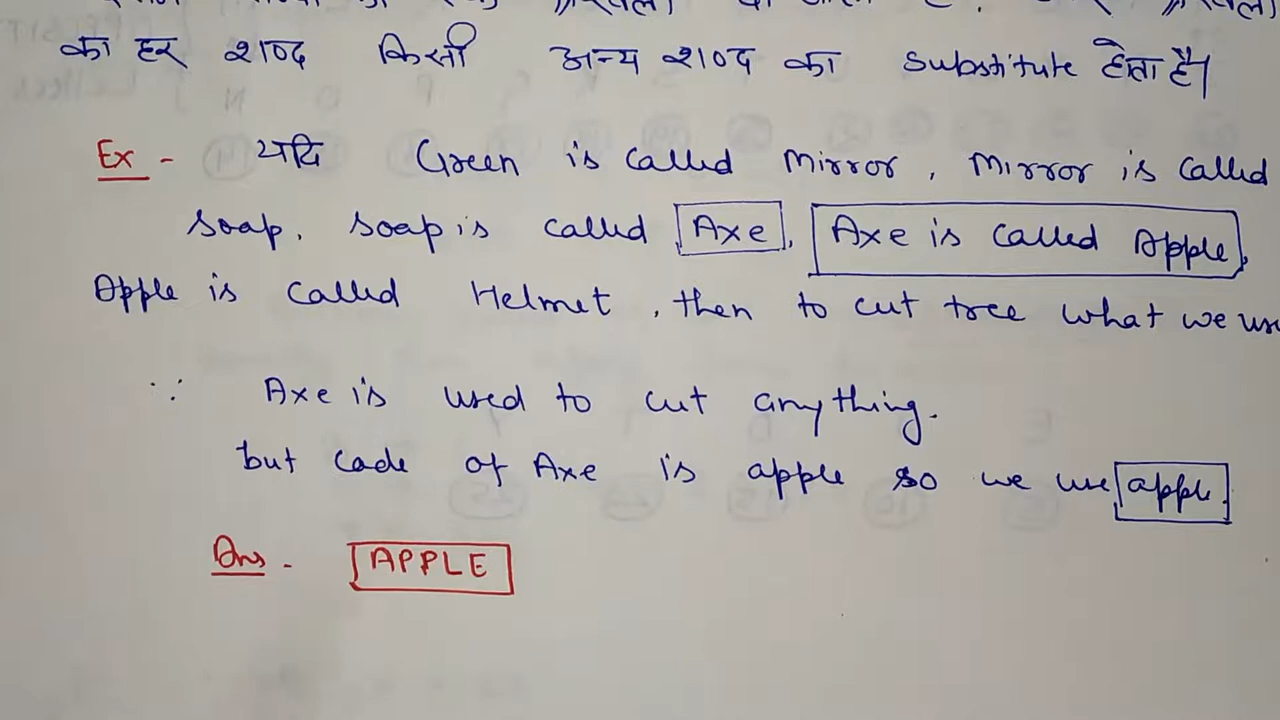 का हर शब्द किसी अन्य शब्द का substitute होता है।
Ex - यदि Green is called Mirror, Mirror is called
soap, soap is called Axe, Axe is called Apple,
Apple is called Helmet, then to cut tree what we us
∵ Axe is used to cut anything.
but code of Axe is apple so we use apple
Ans - APPLE